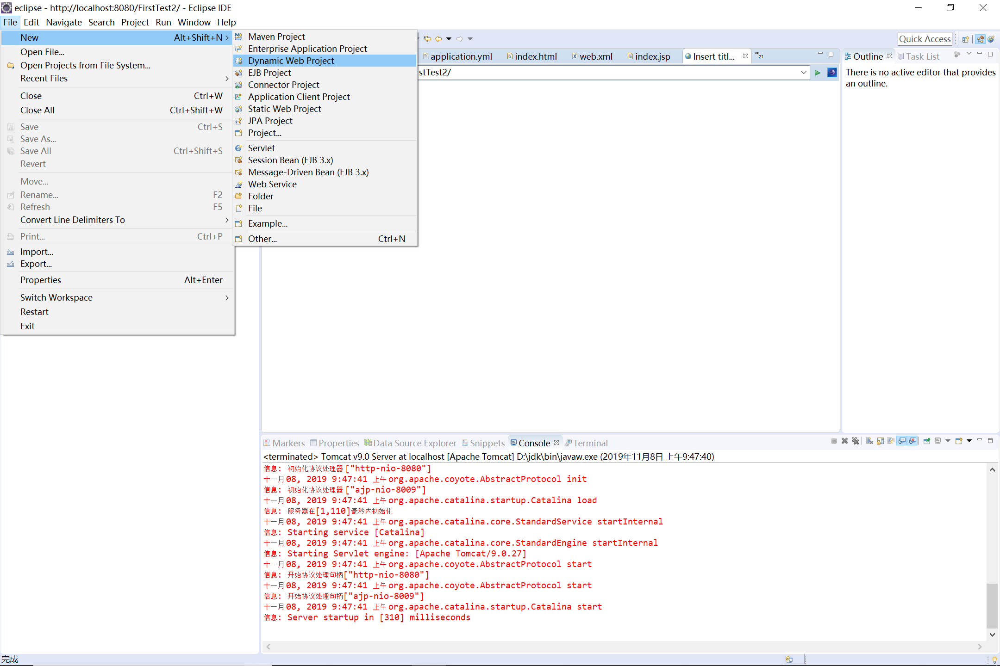 eclipse - http://localhost:8080/FirstTest2/ - Eclipse IDE
File Edit Navigate Search Project Run Window Help
New Alt+Shift+N
Open File...
Open Projects from File System...
Recent Files
Close Ctrl+W
Close All Ctrl+Shift+W
Save Ctrl+S
Save As...
Save All Ctrl+Shift+S
Revert
Move...
Rename... F2
Refresh F5
Convert Line Delimiters To
Print... Ctrl+P
Import...
Export...
Properties Alt+Enter
Switch Workspace
Restart
Exit
Maven Project
Enterprise Application Project
Dynamic Web Project
EJB Project
Connector Project
Application Client Project
Static Web Project
JPA Project
Project...
Servlet
Session Bean (EJB 3.x)
Message-Driven Bean (EJB 3.x)
Web Service
Folder
File
Example...
Other... Ctrl+N
Quick Access
application.yml index.html web.xml index.jsp Insert titl... »21
rstTest2/
Outline Task List
There is no active editor that provides
an outline.
Markers Properties Data Source Explorer Snippets Console Terminal
<terminated> Tomcat v9.0 Server at localhost [Apache Tomcat] D:\jdk\bin\javaw.exe (2019年11月8日 上午9:47:40)
信息: 初始化协议处理器 ["http-nio-8080"]
十一月 08, 2019 9:47:41 上午 org.apache.coyote.AbstractProtocol init
信息: 初始化协议处理器 ["ajp-nio-8009"]
十一月 08, 2019 9:47:41 上午 org.apache.catalina.startup.Catalina load
信息: 服务器在[1,110]毫秒内初始化
十一月 08, 2019 9:47:41 上午 org.apache.catalina.core.StandardService startInternal
信息: Starting service [Catalina]
十一月 08, 2019 9:47:41 上午 org.apache.catalina.core.StandardEngine startInternal
信息: Starting Servlet engine: [Apache Tomcat/9.0.27]
十一月 08, 2019 9:47:41 上午 org.apache.coyote.AbstractProtocol start
信息: 开始协议处理句柄["http-nio-8080"]
十一月 08, 2019 9:47:41 上午 org.apache.coyote.AbstractProtocol start
信息: 开始协议处理句柄["ajp-nio-8009"]
十一月 08, 2019 9:47:41 上午 org.apache.catalina.startup.Catalina start
信息: Server startup in [310] milliseconds
完成